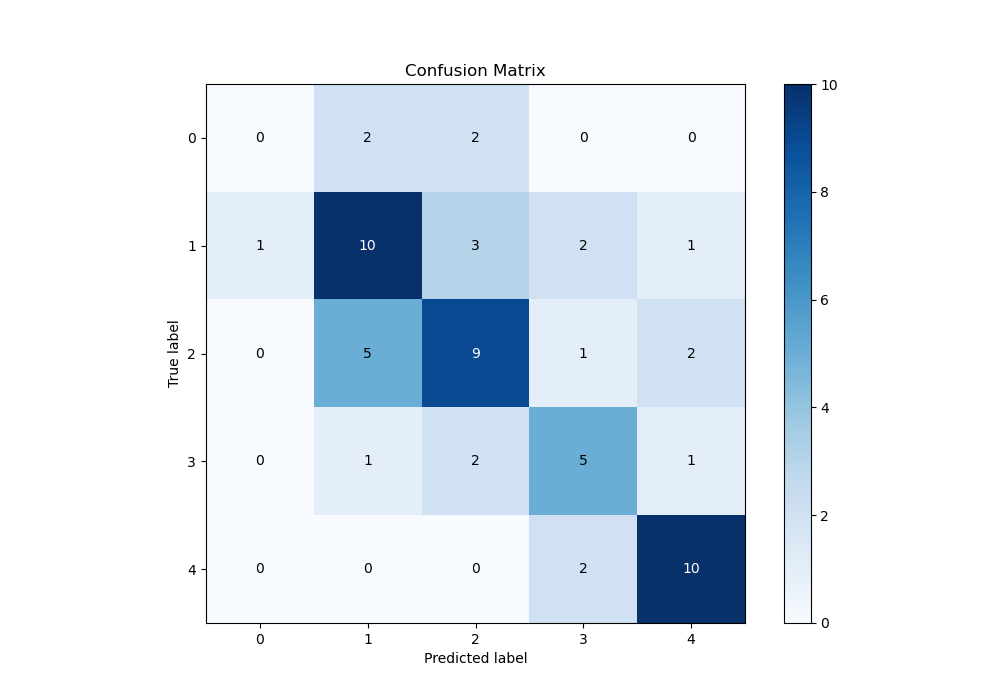 Confusion Matrix
0 0 2 2 0 0
1 1 10 3 2 1
2 0 5 9 1 2
3 0 1 2 5 1
4 0 0 0 2 10
0 1 2 3 4
Predicted label
True label
10
8
6
4
2
0